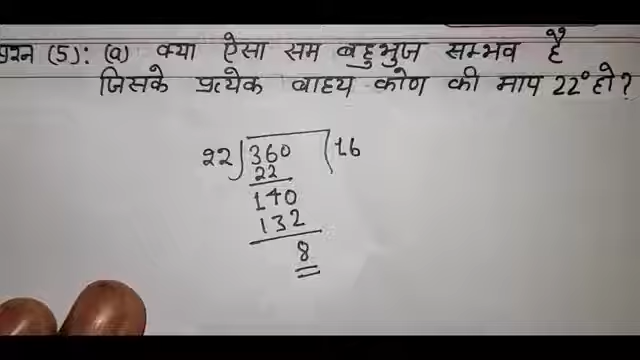 प्रश्न (5): (a) क्या ऐसा सम बहुभुज सम्भव है
जिसके प्रत्येक बाह्य कोण की माप 22° हो?
22)360(16
22
140
132
8